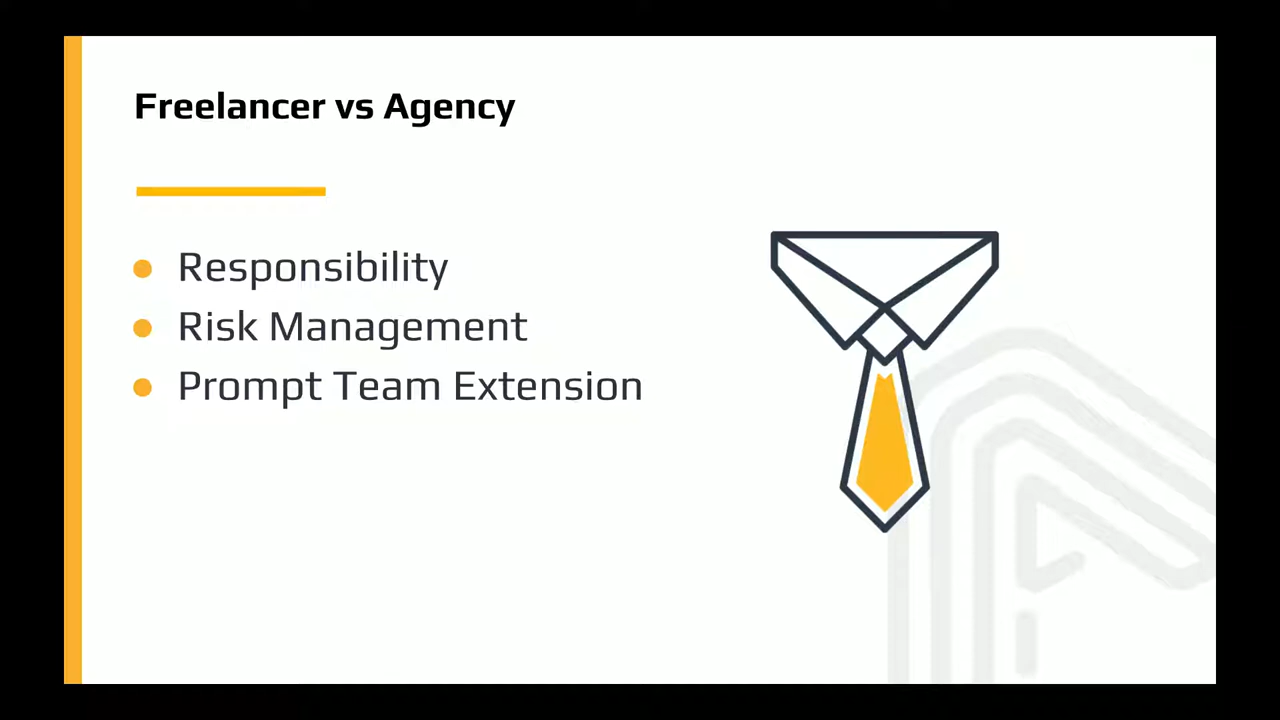 Freelancer vs Agency
Responsibility
Risk Management
Prompt Team Extension